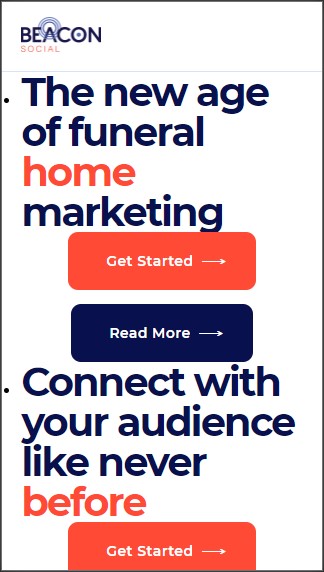 BEACON
SOCIAL
The new age
of funeral
home
marketing
Get Started
Read More
Connect with
your audience
like never
before
Get Started